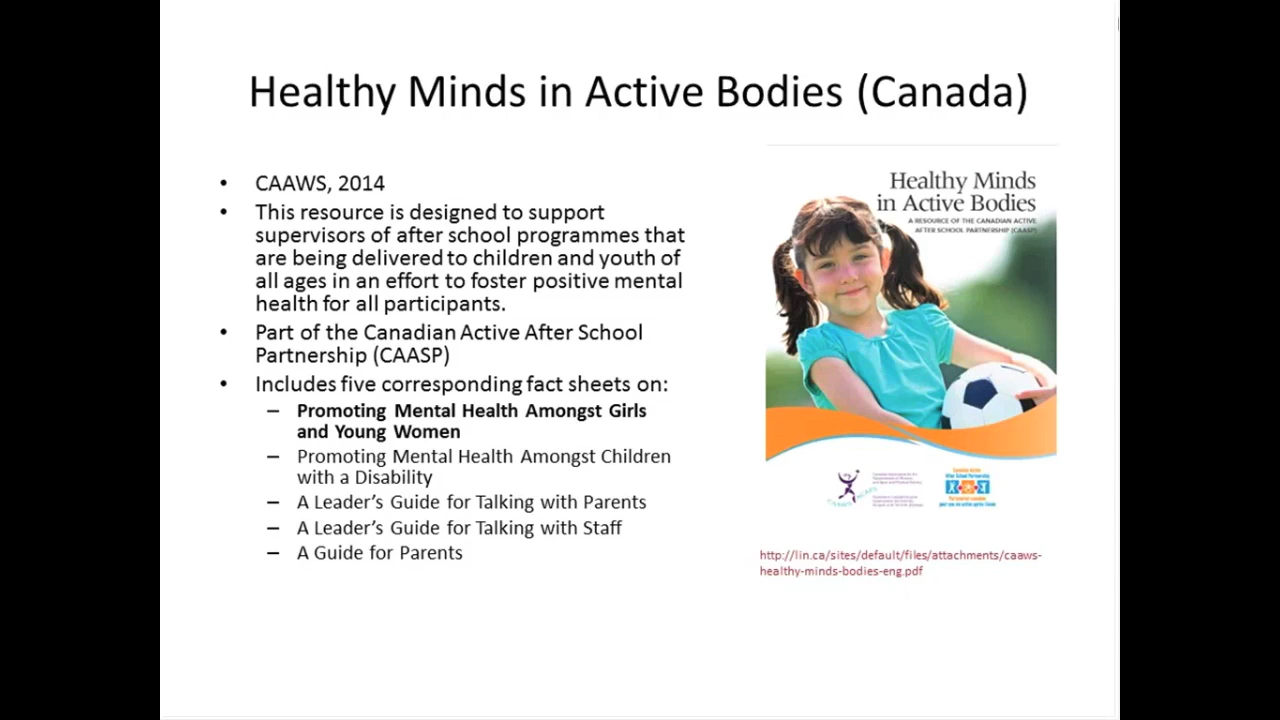 Healthy Minds in Active Bodies (Canada)
• CAAWS, 2014
• This resource is designed to support
supervisors of after school programmes that
are being delivered to children and youth of
all ages in an effort to foster positive mental
health for all participants.
• Part of the Canadian Active After School
Partnership (CAASP)
• Includes five corresponding fact sheets on:
– Promoting Mental Health Amongst Girls
and Young Women
– Promoting Mental Health Amongst Children
with a Disability
– A Leader's Guide for Talking with Parents
– A Leader's Guide for Talking with Staff
– A Guide for Parents
Healthy Minds
in Active Bodies
A RESOURCE OF THE CANADIAN ACTIVE
AFTER SCHOOL PARTNERSHIP (CAASP)
http://lin.ca/sites/default/files/attachments/caaws-
healthy-minds-bodies-eng.pdf